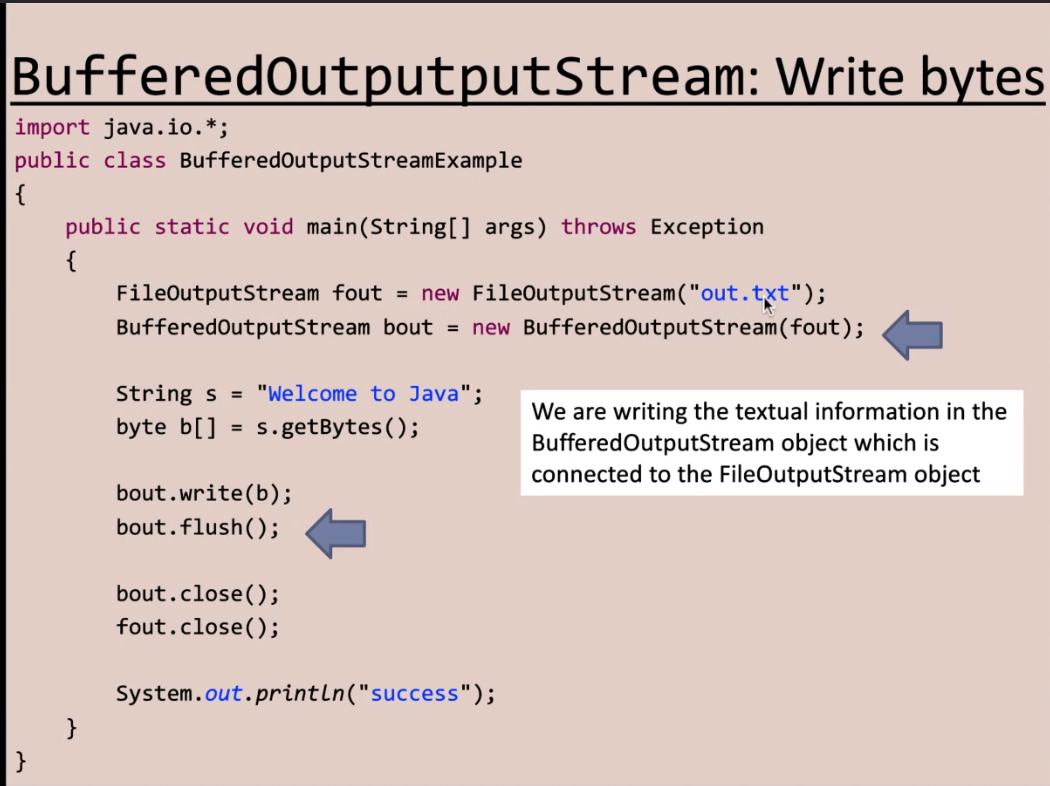 BufferedOutputputStream: Write bytes
import java.io.*;
public class BufferedOutputStreamExample
{
public static void main(String[] args) throws Exception
{
FileOutputStream fout = new FileOutputStream("out.txt");
BufferedOutputStream bout = new BufferedOutputStream(fout);
String s = "Welcome to Java";
byte b[] = s.getBytes();
We are writing the textual information in the
BufferedOutputStream object which is
connected to the FileOutputStream object
bout.write(b);
bout.flush();
bout.close();
fout.close();
System.out.println("success");
}
}